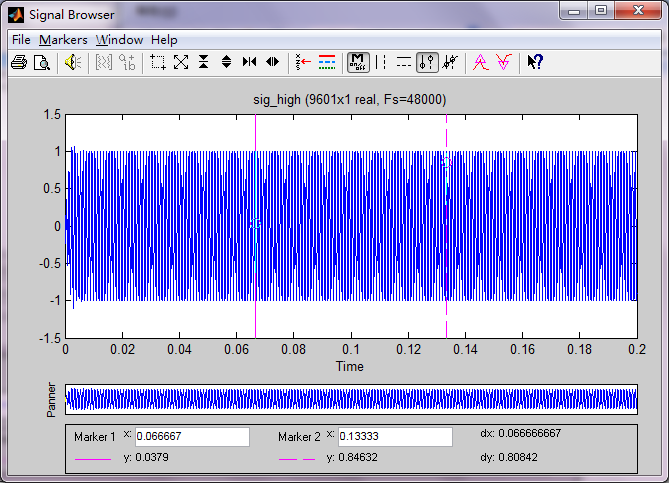 Signal Browser
File Markers Window Help
sig_high (9601x1 real, Fs=48000)
1.5
1
0.5
0
-0.5
-1
-1.5
0 0.02 0.04 0.06 0.08 0.1 0.12 0.14 0.16 0.18 0.2
Time
Panner
Marker 1 x: 0.066667 Marker 2 x: 0.13333 dx: 0.066666667
y: 0.0379 y: 0.84632 dy: 0.80842